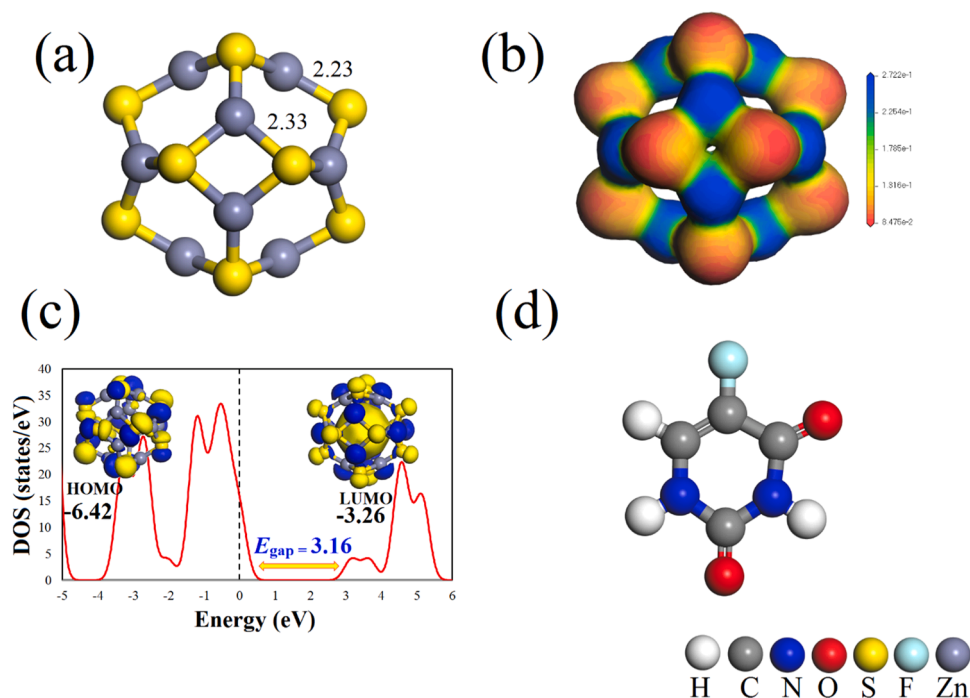 (a)
2.23
2.33
(b)
2.722e-1
2.254e-1
1.785e-1
1.316e-1
8.475e-2
(c)
40
35
30
25
20
15
10
5
0
DOS (states/eV)
HOMO
-6.42
LUMO
-3.26
Egap = 3.16
-5 -4 -3 -2 -1 0 1 2 3 4 5 6
Energy (eV)
(d)
H C N O S F Zn